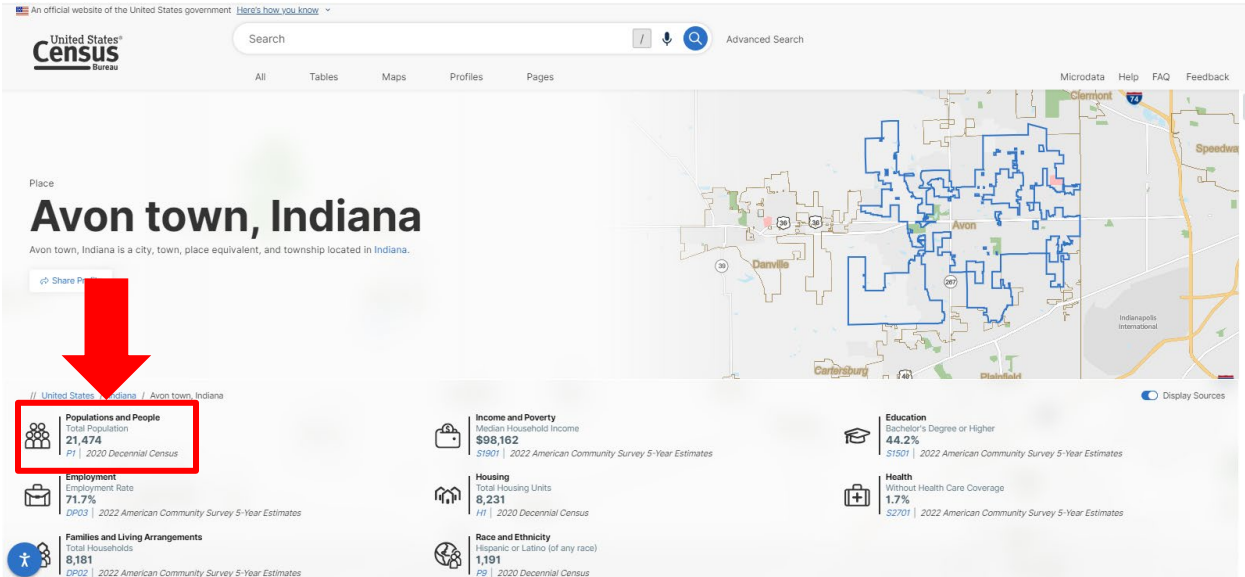 An official website of the United States government Here's how you know
United States®
Census
Bureau
Search
/
Advanced Search
All Tables Maps Profiles Pages
Microdata Help FAQ Feedback
Clermont
74
Speedwa
Place
Avon town, Indiana
Avon town, Indiana is a city, town, place equivalent, and township located in Indiana.
Share
36
36
Avon
39
Danville
267
Indianapolis
International
Cartersburg
40
Plainfield
// United States / Indiana / Avon town, Indiana
Display Sources
Populations and People
Total Population
21,474
P1 | 2020 Decennial Census
Income and Poverty
Median Household Income
$98,162
S1901 | 2022 American Community Survey 5-Year Estimates
Education
Bachelor's Degree or Higher
44.2%
S1501 | 2022 American Community Survey 5-Year Estimates
Employment
Employment Rate
71.7%
DP03 | 2022 American Community Survey 5-Year Estimates
Housing
Total Housing Units
8,231
H1 | 2020 Decennial Census
Health
Without Health Care Coverage
1.7%
S2701 | 2022 American Community Survey 5-Year Estimates
Families and Living Arrangements
Total Households
8,181
DP02 | 2022 American Community Survey 5-Year Estimates
Race and Ethnicity
Hispanic or Latino (of any race)
1,191
P9 | 2020 Decennial Census